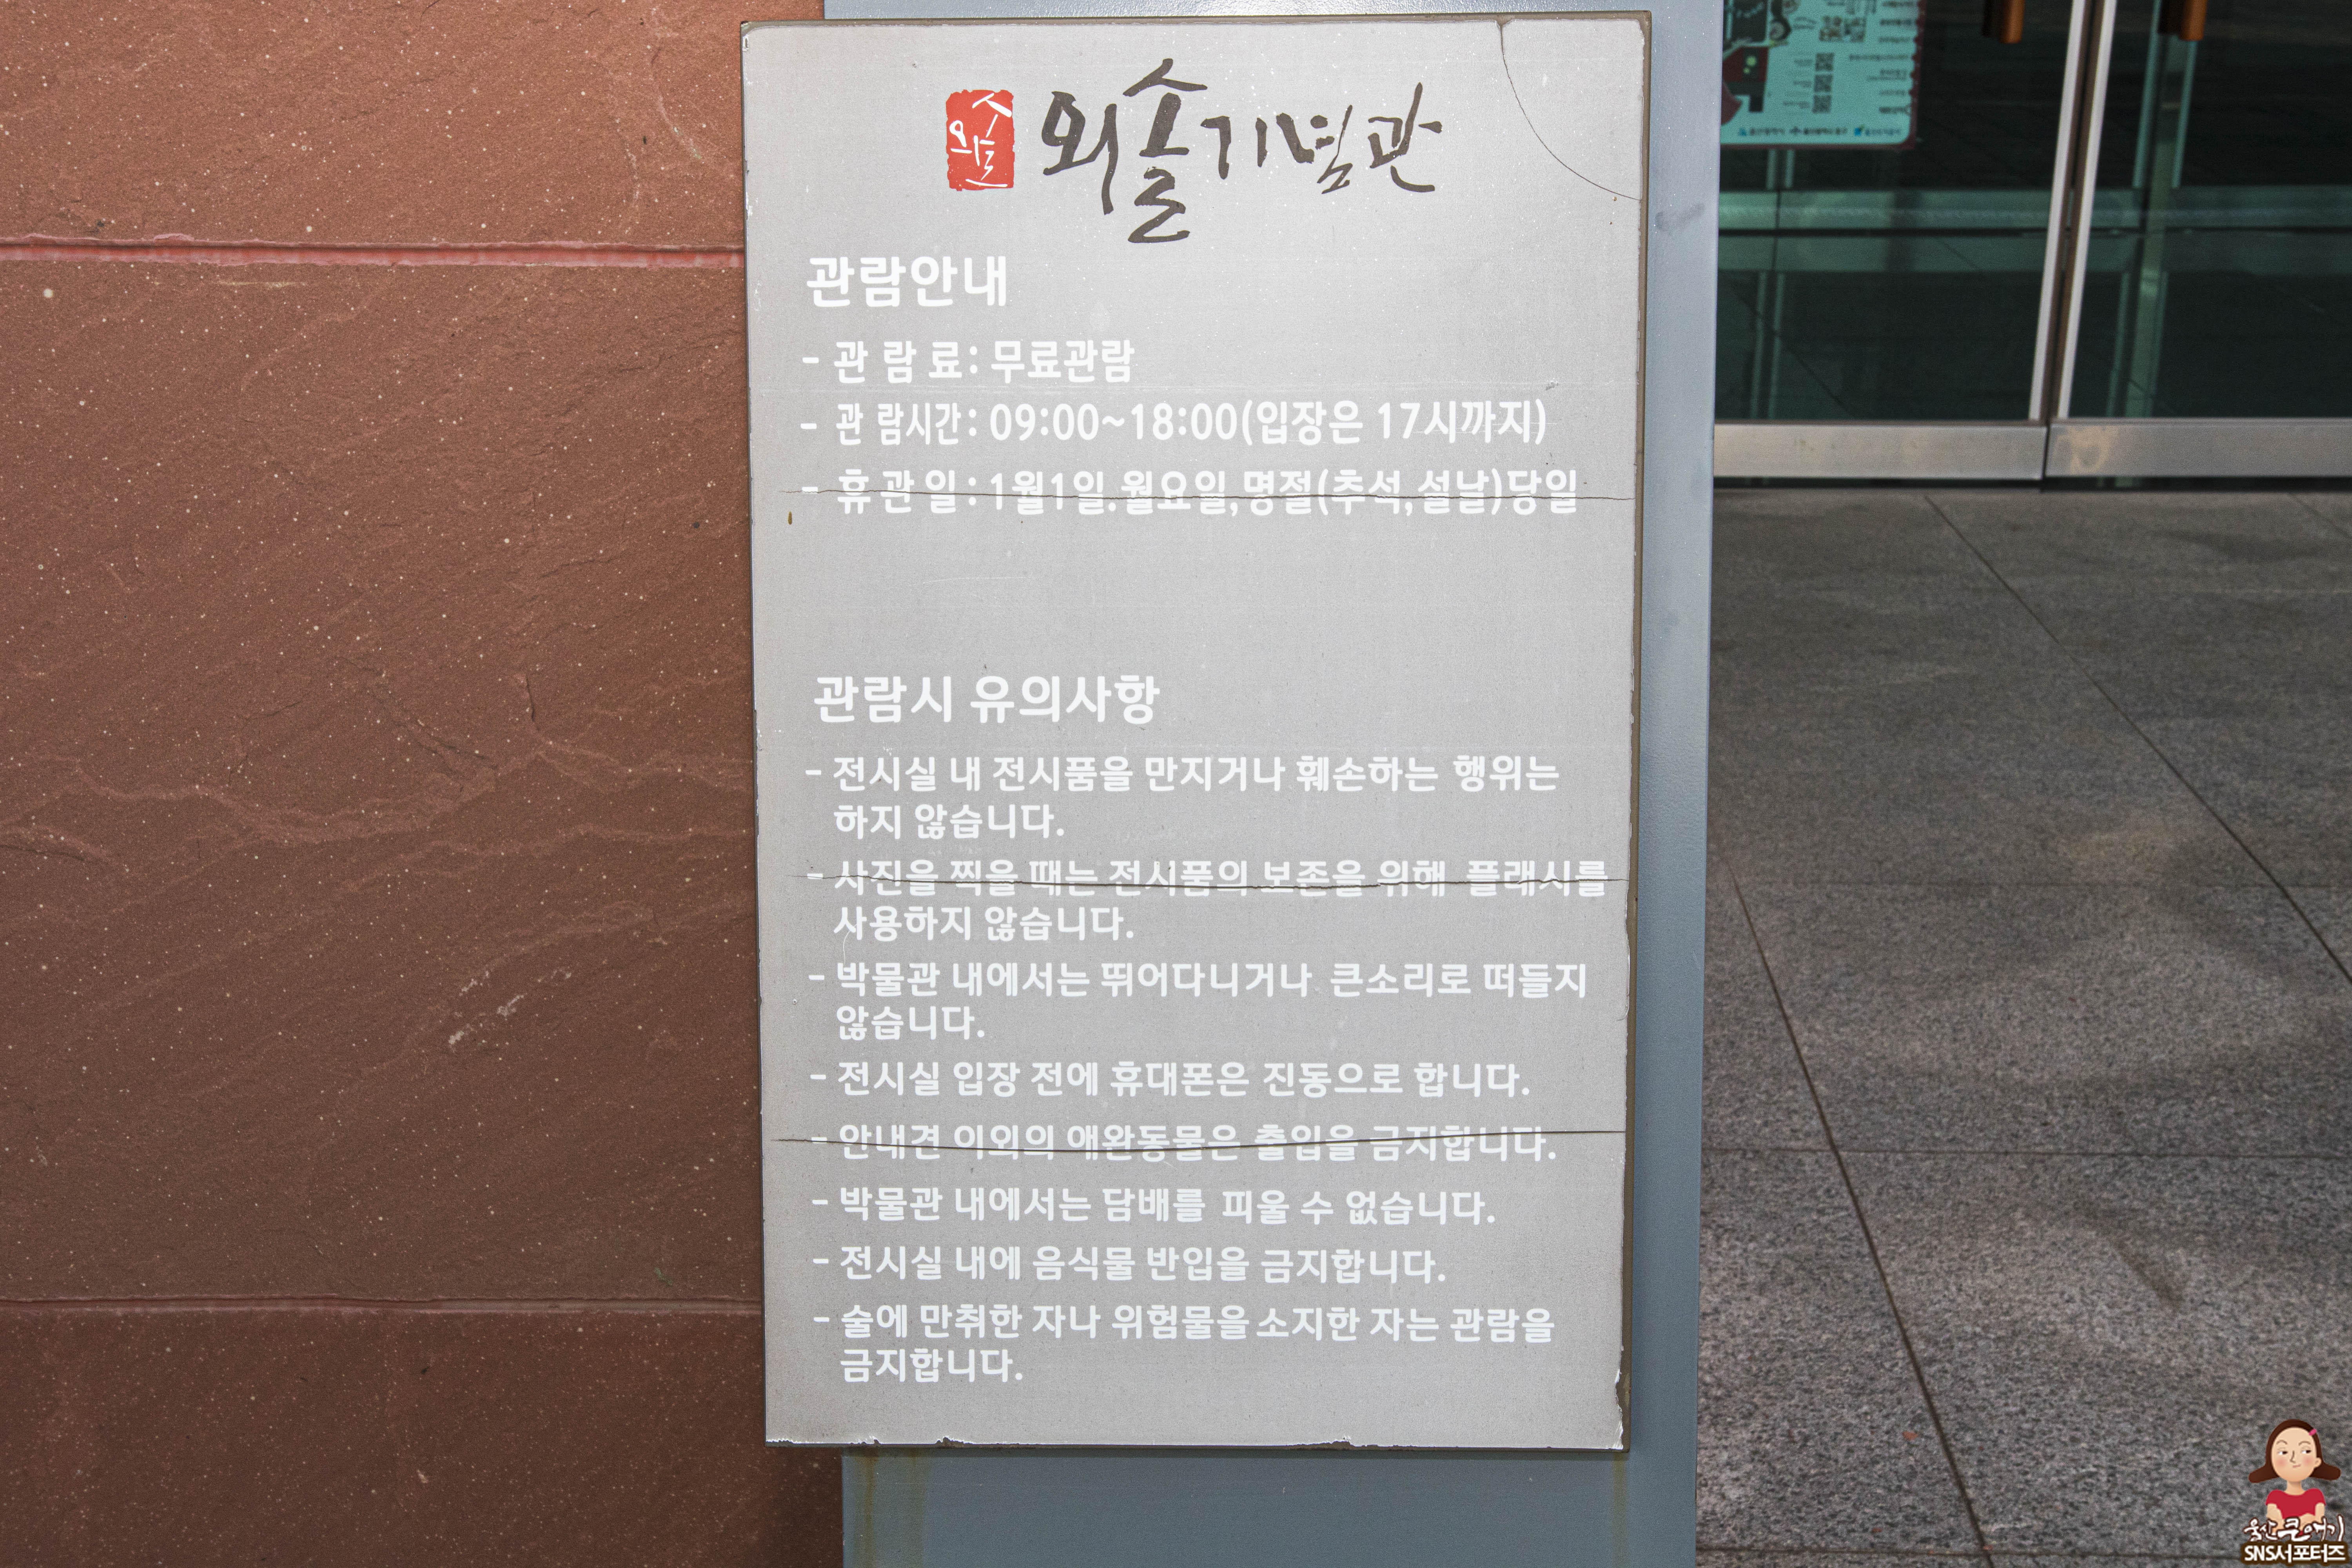 외솔
외솔기념관
관람안내
- 관 람 료 : 무료관람
- 관 람시간 : 09:00~18:00(입장은 17시까지)
- 휴 관 일 : 1월1일.월요일,명절(추석,설날)당일
관람시 유의사항
- 전시실 내 전시품을 만지거나 훼손하는 행위는
하지 않습니다.
- 사진을 찍을 때는 전시품의 보존을 위해 플래시를
사용하지 않습니다.
- 박물관 내에서는 뛰어다니거나 큰소리로 떠들지
않습니다.
- 전시실 입장 전에 휴대폰은 진동으로 합니다.
- 안내견 이외의 애완동물은 출입을 금지합니다.
- 박물관 내에서는 담배를 피울 수 없습니다.
- 전시실 내에 음식물 반입을 금지합니다.
- 술에 만취한 자나 위험물을 소지한 자는 관람을
금지합니다.
울산큰애기
SNS서포터즈